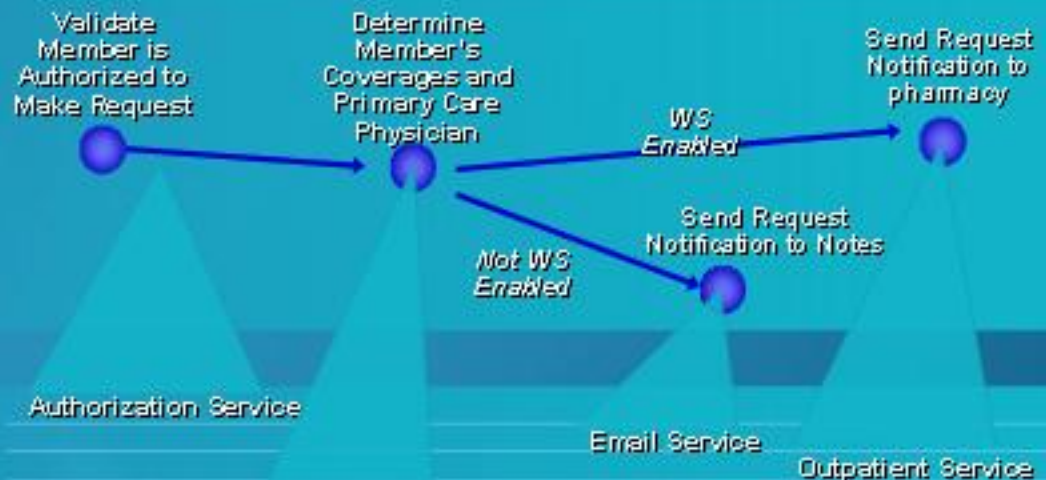 Validate
Member is
Authorized to
Make Request
Determine
Member's
Coverages and
Primary Care
Physician
Send Request
Notification to
pharmacy
WS
Enabled
Send Request
Notification to Notes
Not WS
Enabled
Authorization Service
Email Service
Outpatient Service